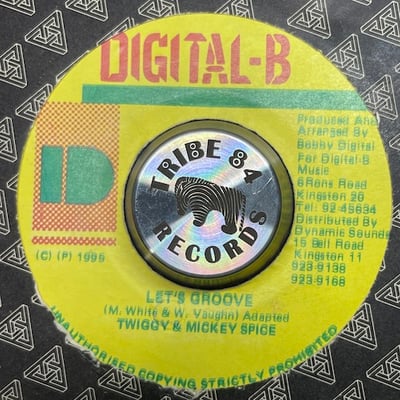 DIGITAL-B
Produced And
Arranged By
Bobby Digital
For Digital-B
Music
6 Rons Road
Kingston 20
Tel: 92-45634
Distributed By
Dynamic Sounds
15 Bell Road
Kingston 11
923-9138
923-9168
D
(C) (P) 1995
TRIBE 84
RECORDS
LET'S GROOVE
(M. White & W. Vaughn) Adapted
TWIGGY & MICKEY SPICE
UNAUTHORISED COPYING STRICTLY PROHIBITED